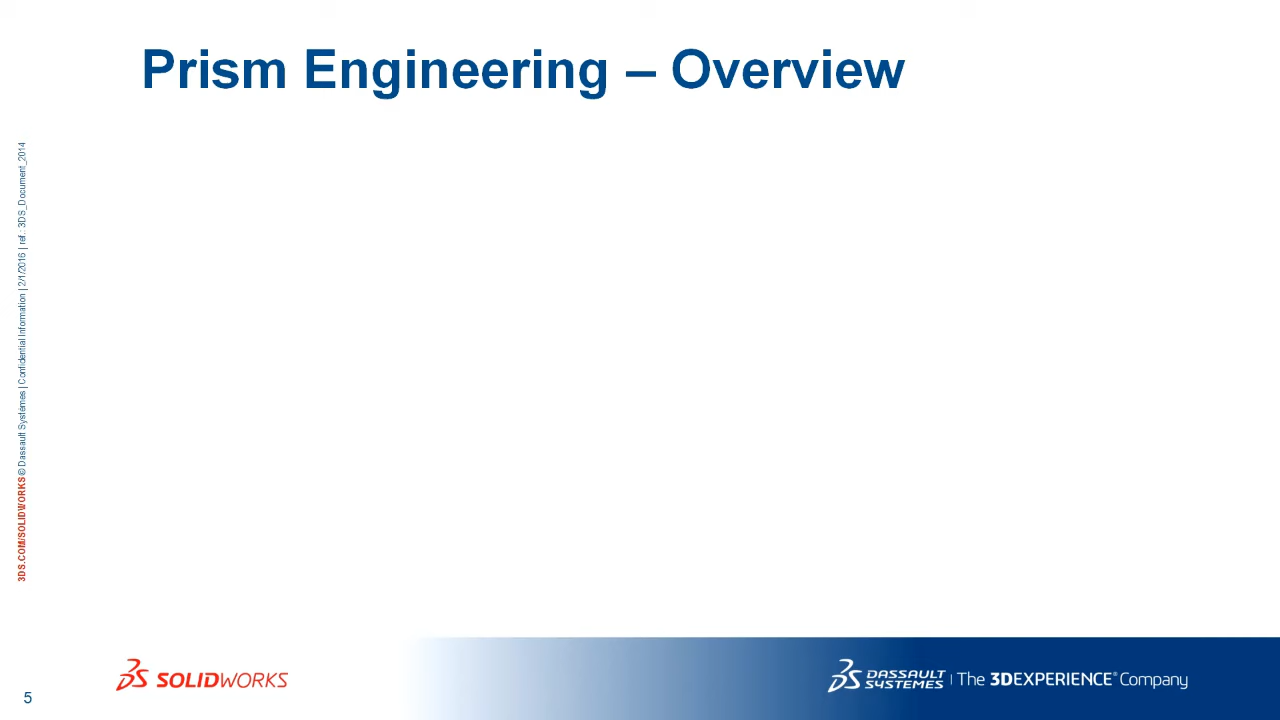 Prism Engineering – Overview
3DS.COM/SOLIDWORKS © Dassault Systèmes | Confidential Information | 2/1/2016 | ref.: 3DS_Document_2014
SOLIDWORKS
DASSAULT SYSTEMES | The 3DEXPERIENCE® Company
5